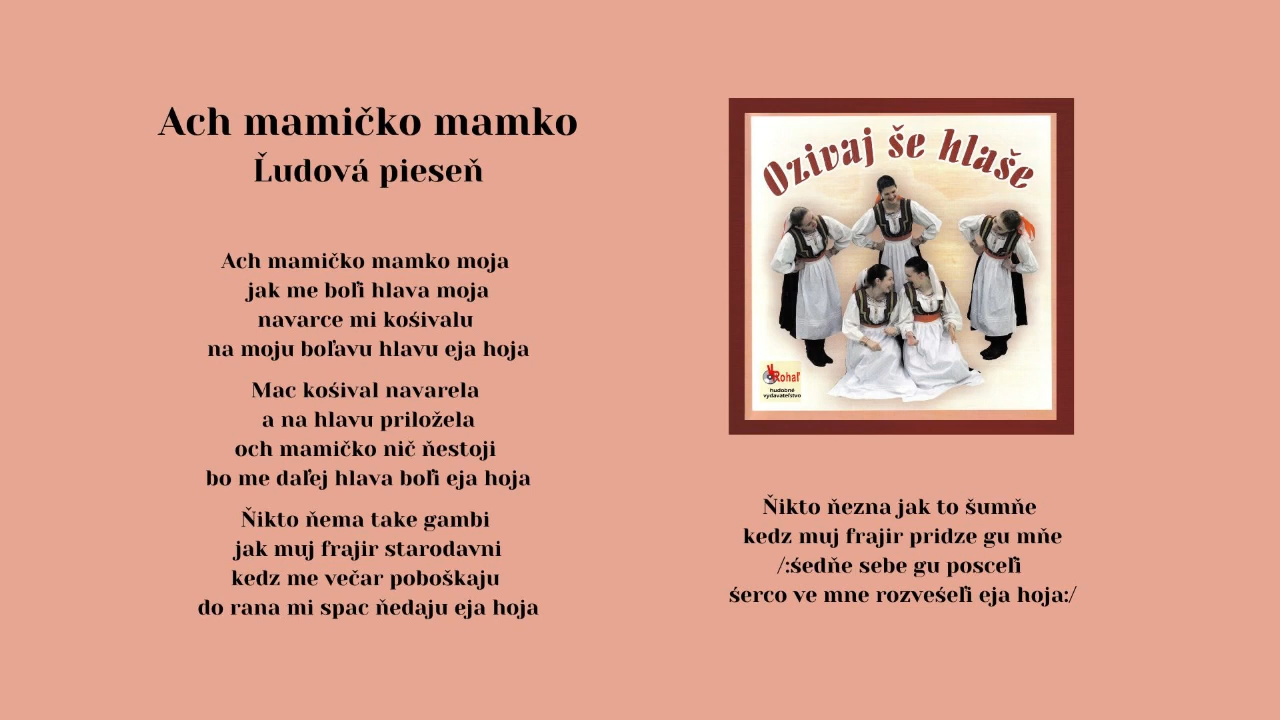 Ach mamičko mamko
Ľudová pieseň
Ach mamičko mamko moja
jak me boľi hlava moja
navarce mi kośivalu
na moju boľavu hlavu eja hoja
Mac kośival navarela
a na hlavu priložela
och mamičko nič ňestoji
bo me daľej hlava boľi eja hoja
Ňikto ňema take gambi
jak muj frajir starodavni
kedz me večar poboškaju
do rana mi spac ňedaju eja hoja
Ozivaj še hlaše
VRohaľ
hudobné
vydavateľstvo
Ňikto ňezna jak to šumňe
kedz muj frajir pridze gu mňe
/:śedňe sebe gu posceľi
śerco ve mne rozveśeľi eja hoja:/